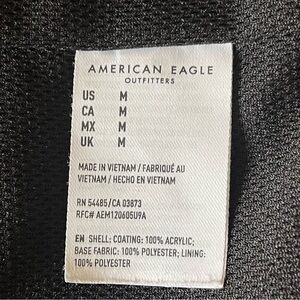 AMERICAN EAGLE
OUTFITTERS
US M
CA M
MX M
UK M
MADE IN VIETNAM / FABRIQUÉ AU
VIETNAM / HECHO EN VIETNAM
RN 54485/CA 03873
RFC# AEM120605U9A
EN SHELL: COATING: 100% ACRYLIC;
BASE FABRIC: 100% POLYESTER; LINING:
100% POLYESTER